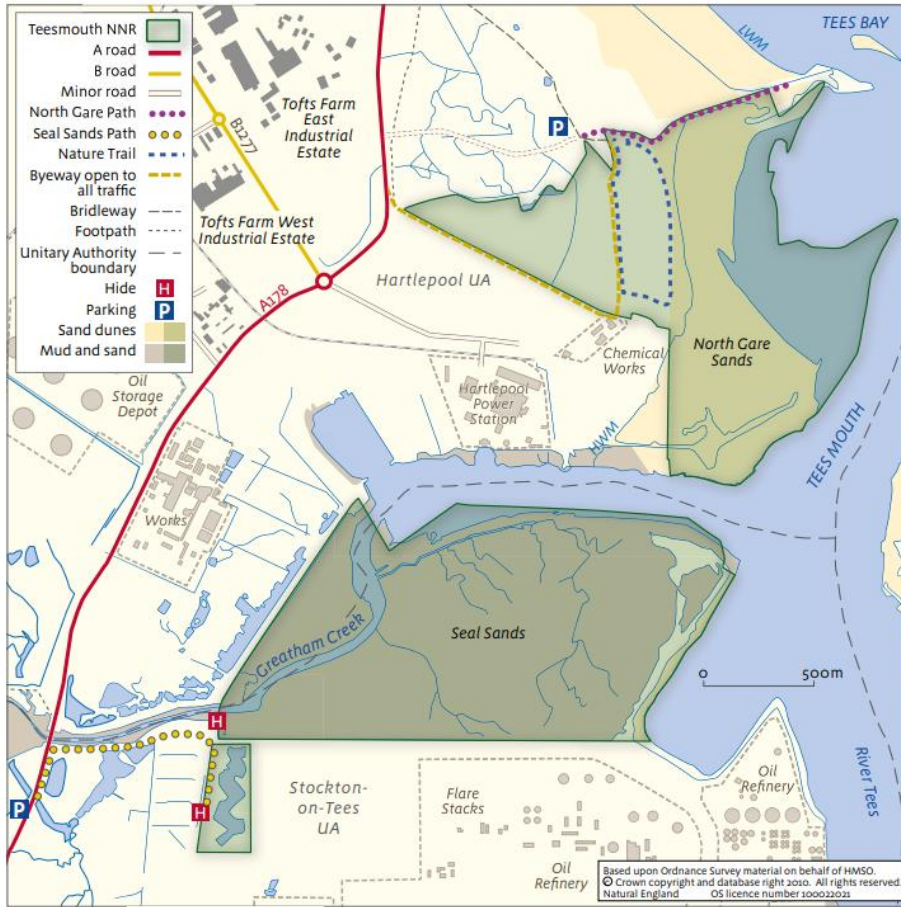 Teesmouth NNR
A road
B road
Minor road
North Gare Path
Seal Sands Path
Nature Trail
Byeway open to
all traffic
Bridleway
Footpath
Unitary Authority
boundary
Hide
H
Parking
P
Sand dunes
Mud and sand
TEES BAY
LWM
P
B1277
Tofts Farm
East
Industrial
Estate
Tofts Farm West
Industrial Estate
A178
Hartlepool UA
North Gare
Sands
Chemical
Works
Oil
Storage
Depot
Hartlepool
Power
Station
HWM
TEES MOUTH
Works
Greatham Creek
Seal Sands
0
500m
H
River Tees
P
H
Stockton-
on-Tees
UA
Flare
Stacks
Oil
Refinery
Oil
Refinery
Based upon Ordnance Survey material on behalf of HMSO.
© Crown copyright and database right 2010. All rights reserved.
Natural England OS licence number 100022021